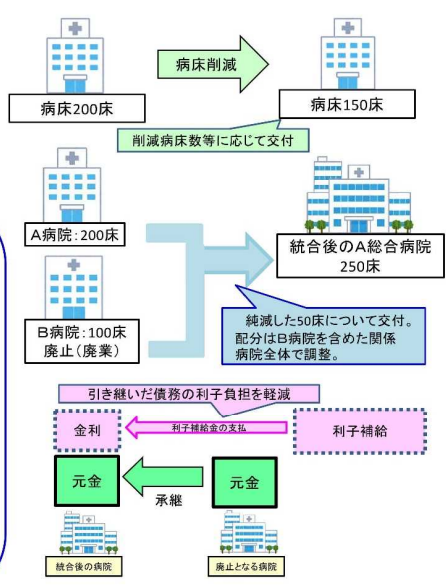 病床削減
病床200床
病床150床
削減病床数等に応じて交付
A病院：200床
B病院：100床
廃止（廃業）
統合後のA総合病院
250床
純減した50床について交付。
配分はB病院を含めた関係
病院全体で調整。
引き継いだ債務の利子負担を軽減
金利
利子補給金の支払
利子補給
元金
承継
元金
統合後の病院
廃止となる病院